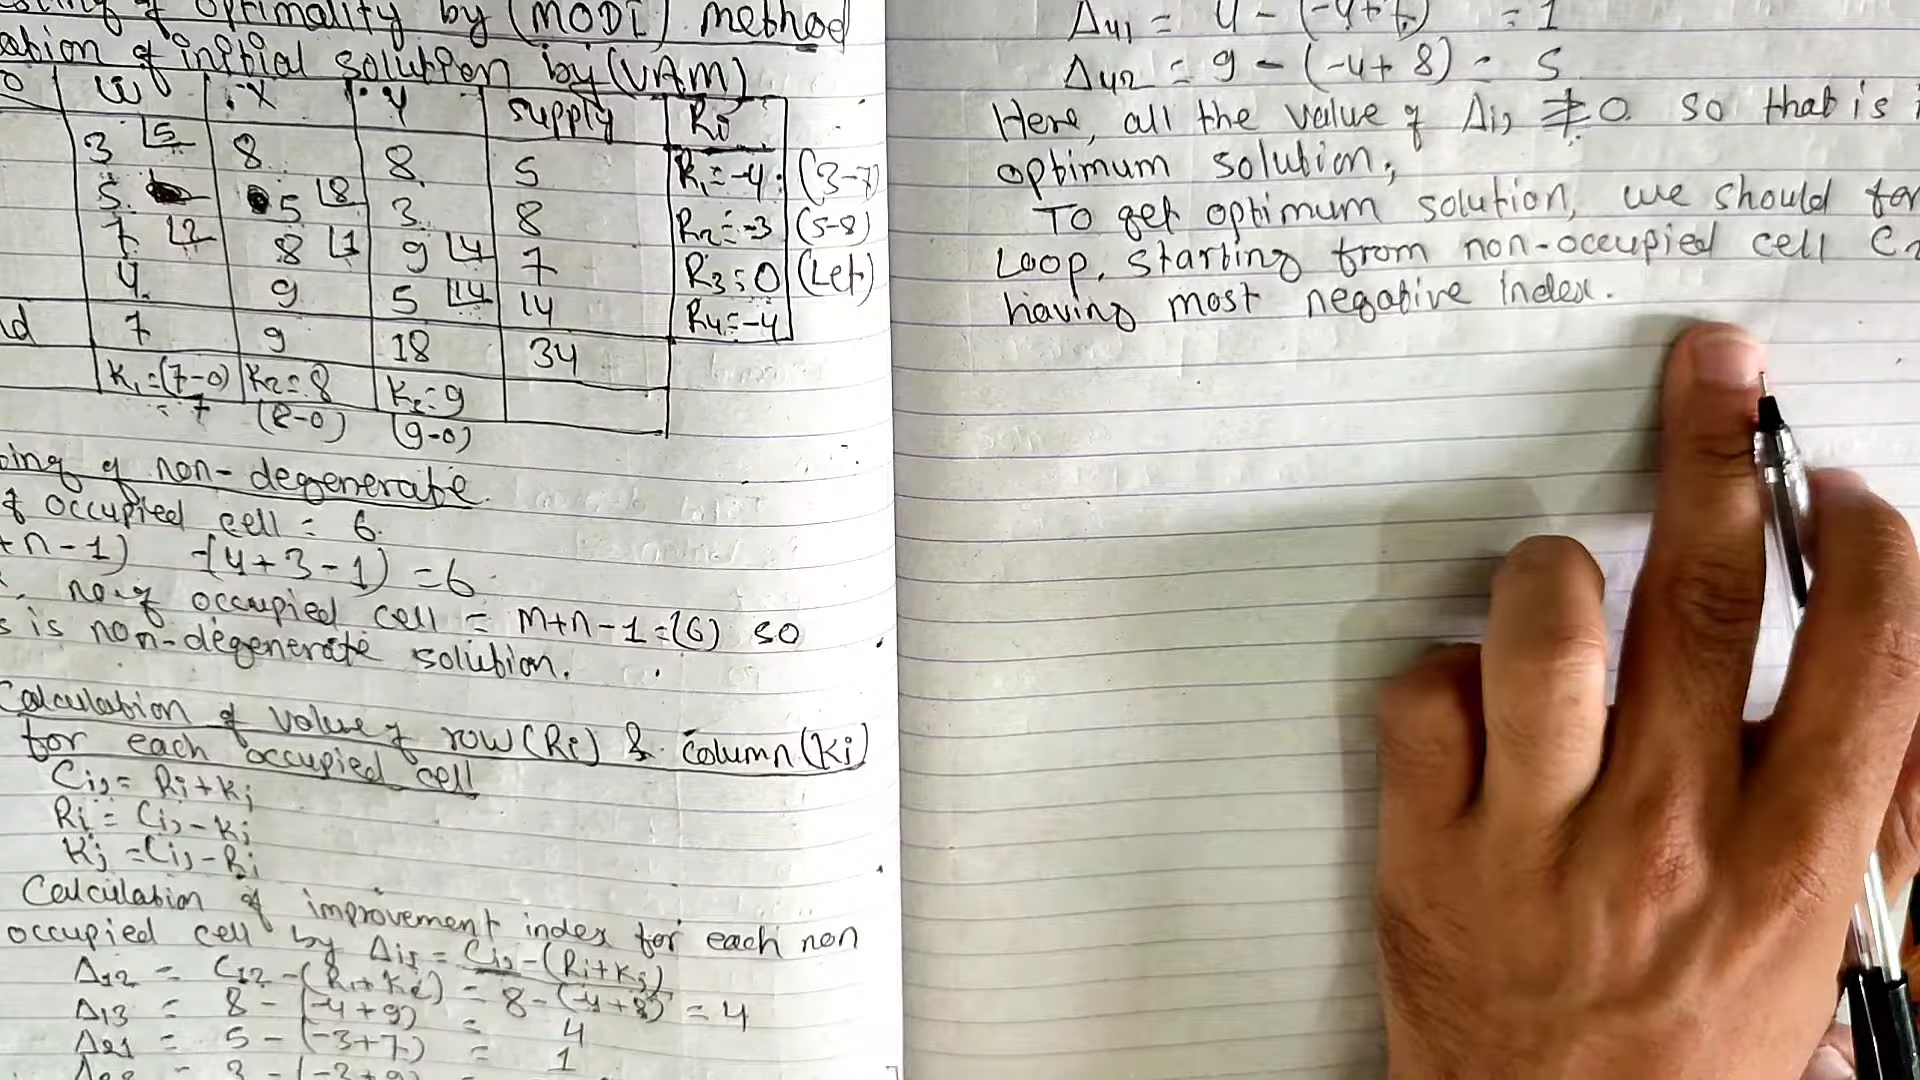 of optimality by (MODI) method
of initial solution by (VAM)
W X Y supply Ri
3 5 8 8 5 R1=-4 (3-7)
5 5 8 3 8 R2=-3 (5-8)
7 2 8 1 9 4 7 R3=0 (Let)
4 9 5 14 14 R4=-4
7 9 18 34
K1=(7-0) K2=8 K3=9
=7 (8-0) (9-0)
of non-degenerate
of occupied cell = 6
+n-1) (4+3-1) = 6
no. of occupied cell = m+n-1=(6) so
is non-degenerate solution.
Calculation of value of row (Ri) & column (Ki)
for each occupied cell
Cij = Ri+Kj
Ri = Cij-Kj
Kj = Cij-Ri
Calculation of improvement index for each non
occupied cell by Δij = Cij-(Ri+Kj)
Δ12 = C12-(R1+K2) = 8-(-4+8) = 4
Δ13 = 8-(-4+9) = 4
Δ21 = 5-(-3+7) = 1
Δ41 = 4-(-4+7) = 1
Δ42 = 9-(-4+8) = 5
Here, all the value of Δij ≱ 0 so that is
optimum solution,
To get optimum solution, we should
Loop, starting from non-occupied cell
having most negative index.